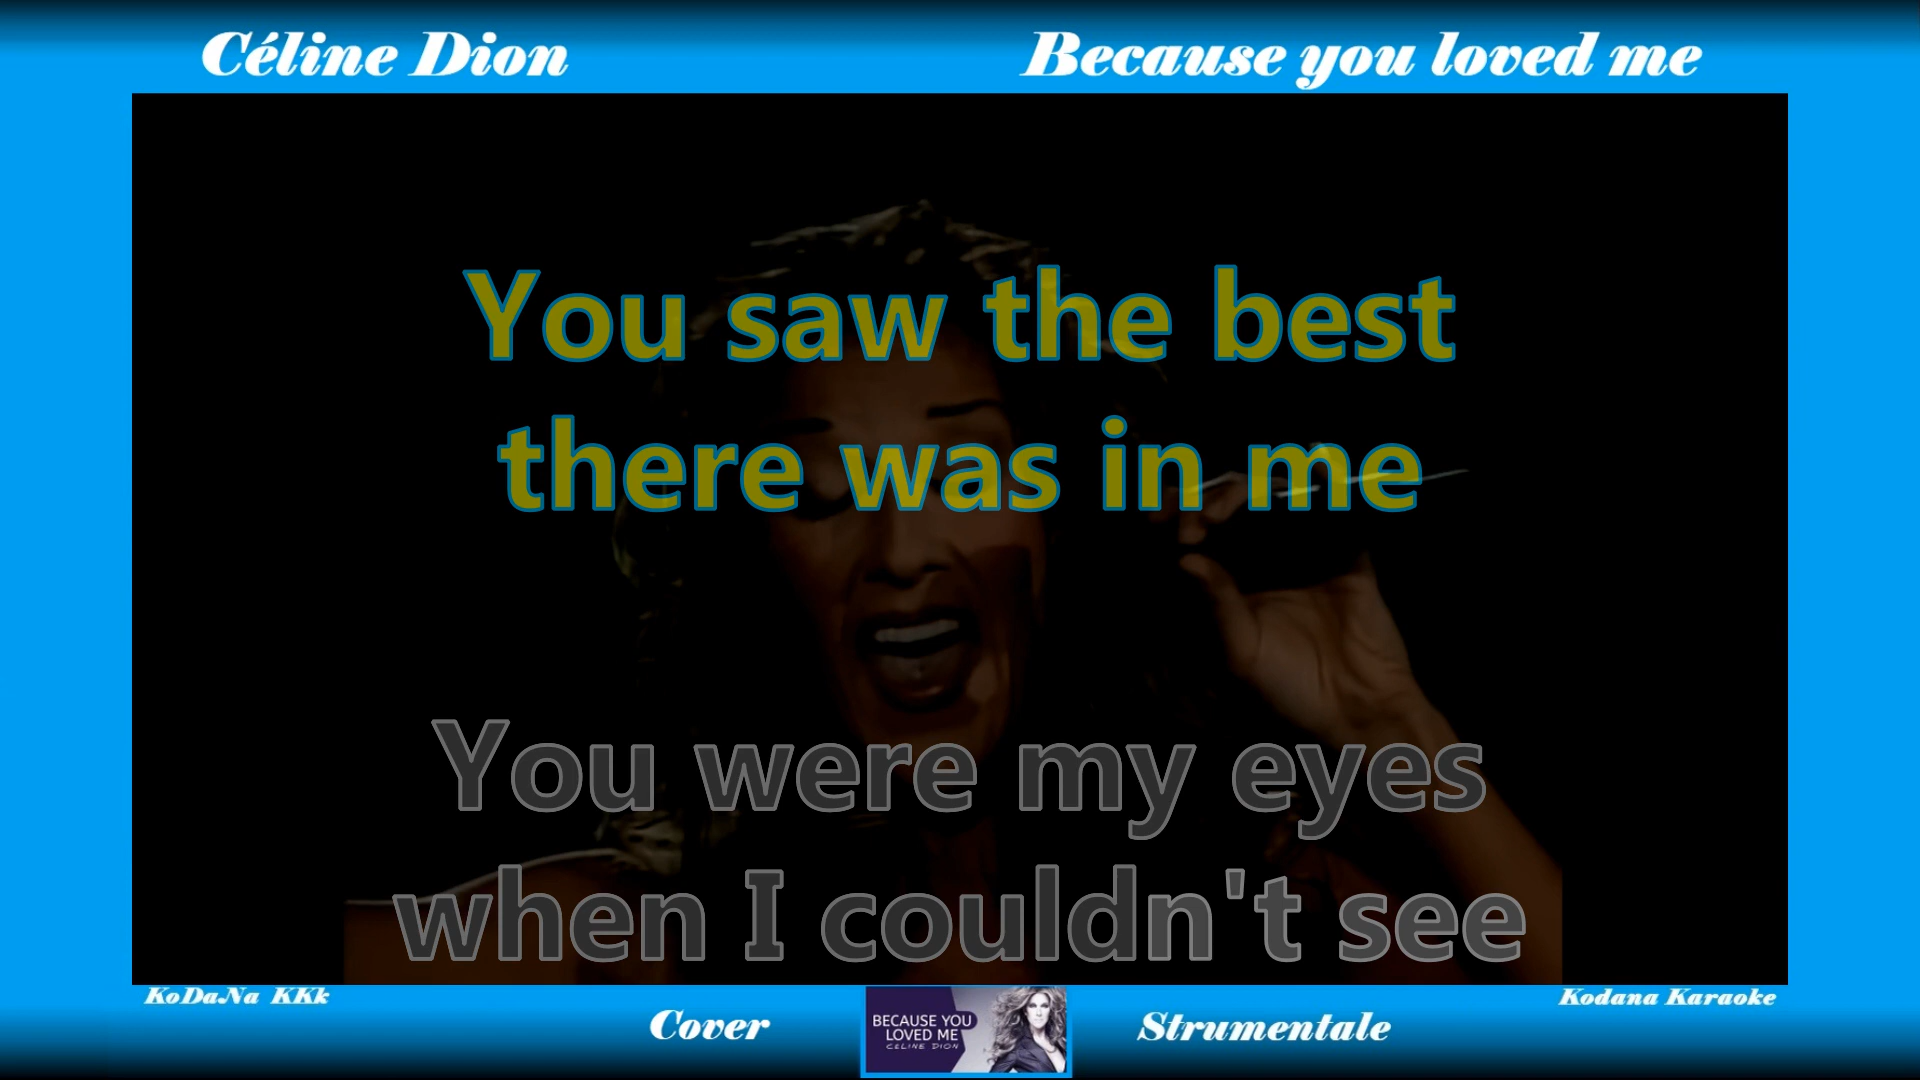 Céline Dion
Because you loved me
You saw the best
there was in me
You were my eyes
when I couldn't see
KoDaNa KKk
Kodana Karaoke
Cover
BECAUSE YOU
LOVED ME
CELINE DION
Strumentale